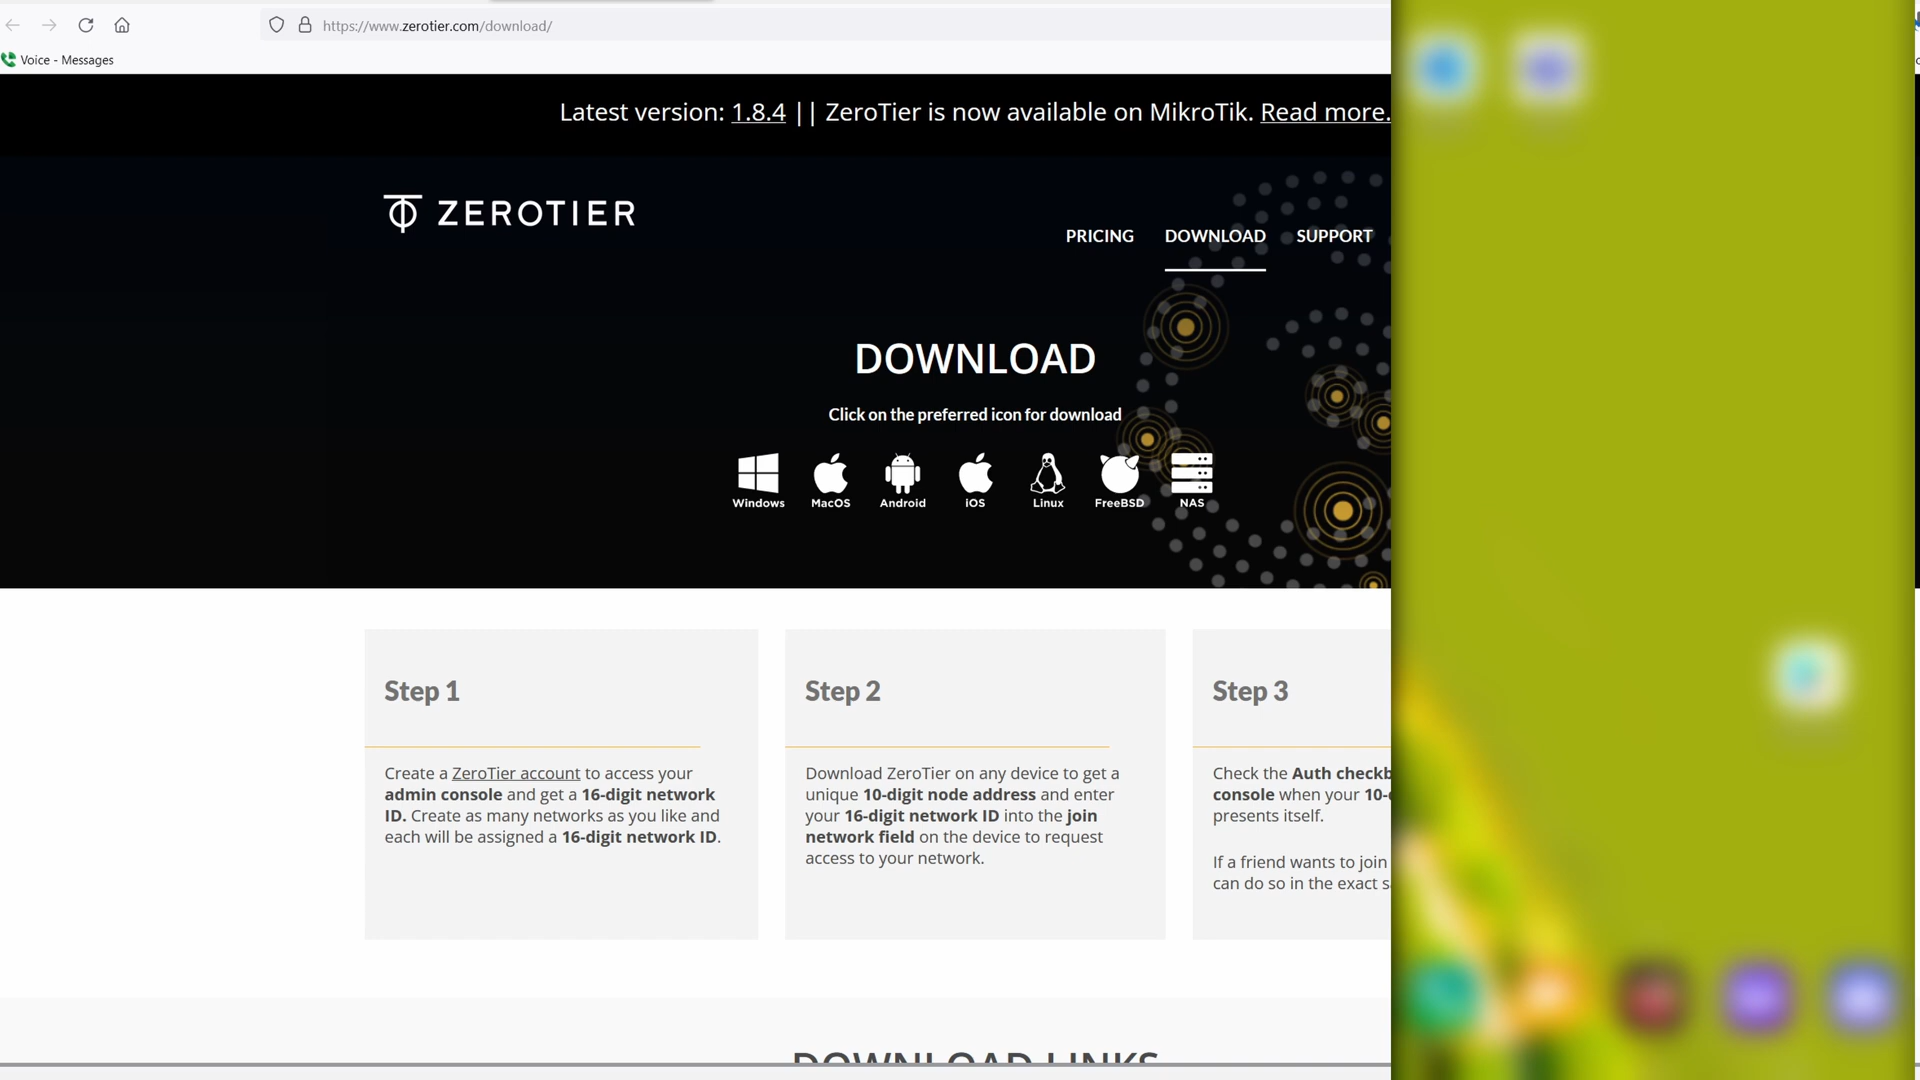 https://www.zerotier.com/download/
Voice - Messages
Latest version: 1.8.4 || ZeroTier is now available on MikroTik. Read more.
ZEROTIER
PRICING DOWNLOAD SUPPORT
DOWNLOAD
Click on the preferred icon for download
Windows MacOS Android iOS Linux FreeBSD NAS
Step 1
Create a ZeroTier account to access your
admin console and get a 16-digit network
ID. Create as many networks as you like and
each will be assigned a 16-digit network ID.
Step 2
Download ZeroTier on any device to get a
unique 10-digit node address and enter
your 16-digit network ID into the join
network field on the device to request
access to your network.
Step 3
Check the Auth checkb
console when your 10-
presents itself.
If a friend wants to join
can do so in the exact s
DOWNLOAD LINKS